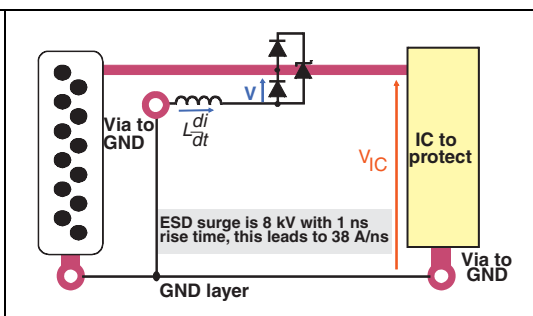 V
Via to
GND
L di/dt
V_IC
IC to
protect
ESD surge is 8 kV with 1 ns
rise time, this leads to 38 A/ns
Via to
GND
GND layer